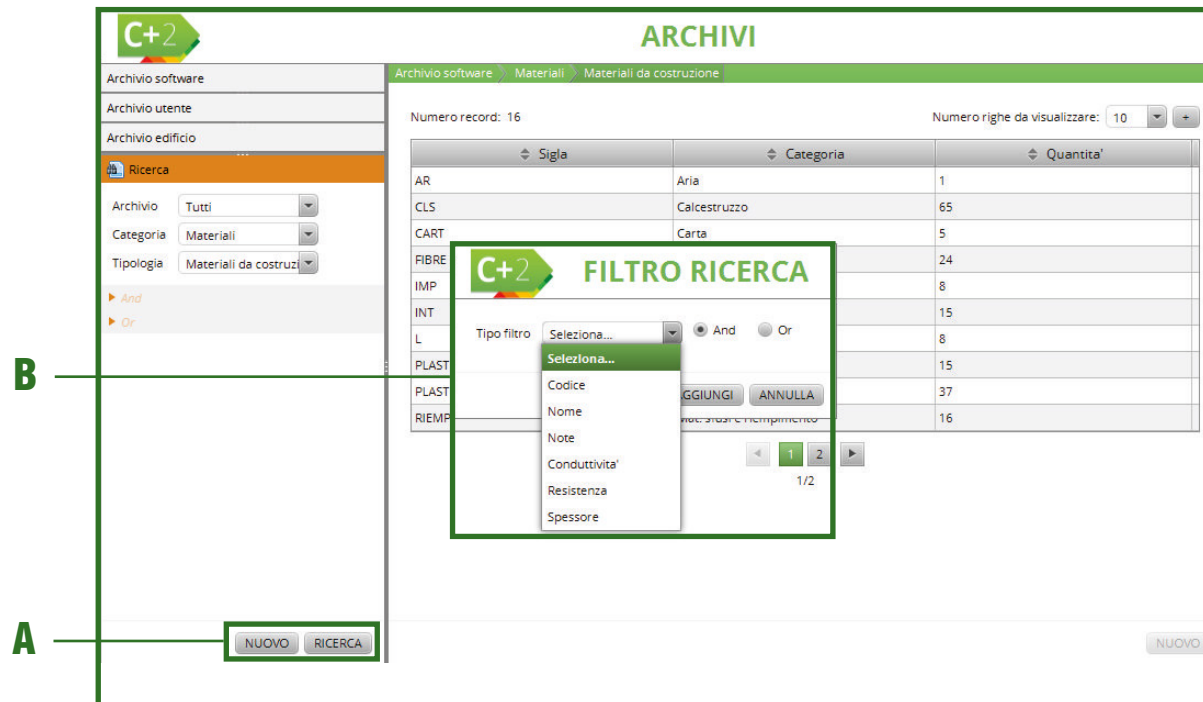 C+2
ARCHIVI
Archivio software
Archivio utente
Archivio edificio
Ricerca
Archivio Tutti
Categoria Materiali
Tipologia Materiali da costruzi
And
Or
NUOVO RICERCA
A
B
Archivio software Materiali Materiali da costruzione
Numero record: 16 Numero righe da visualizzare: 10 +
Sigla Categoria Quantita'
AR Aria 1
CLS Calcestruzzo 65
CART Carta 5
FIBRE 24
IMP 8
INT 15
L 8
PLAST 15
PLAST 37
RIEMP 16
C+2 FILTRO RICERCA
Tipo filtro Seleziona... And Or
Seleziona...
Codice
Nome
Note
Conduttivita'
Resistenza
Spessore
GGIUNGI ANNULLA
1 2
1/2
NUOVO